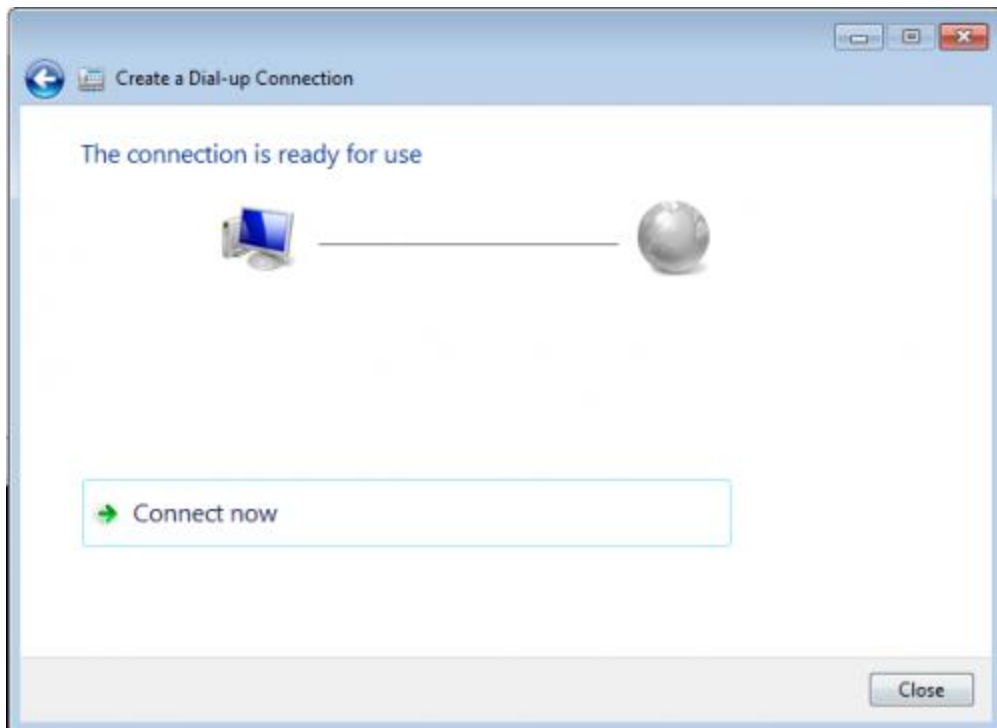 Create a Dial-up Connection
The connection is ready for use
Connect now
Close